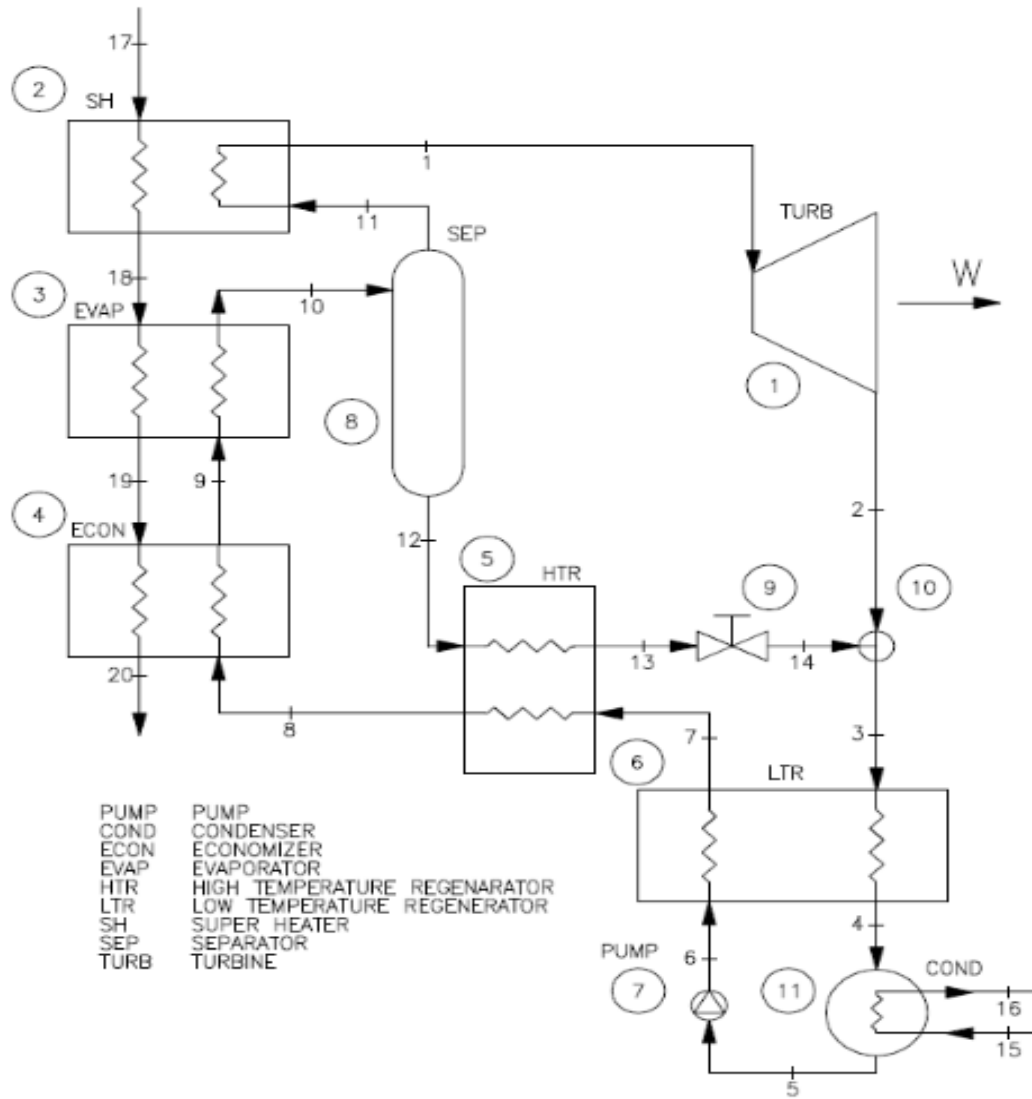 17
2
SH
1
TURB
11
SEP
18
W
3
10
EVAP
1
8
19
9
2
4
ECON
12
5
HTR
9
10
20
13
14
8
7
3
6
LTR
PUMP PUMP
COND CONDENSER
ECON ECONOMIZER
EVAP EVAPORATOR
HTR HIGH TEMPERATURE REGENARATOR
LTR LOW TEMPERATURE REGENERATOR
SH SUPER HEATER
SEP SEPARATOR
TURB TURBINE
4
PUMP
6
COND
7
11
16
15
5